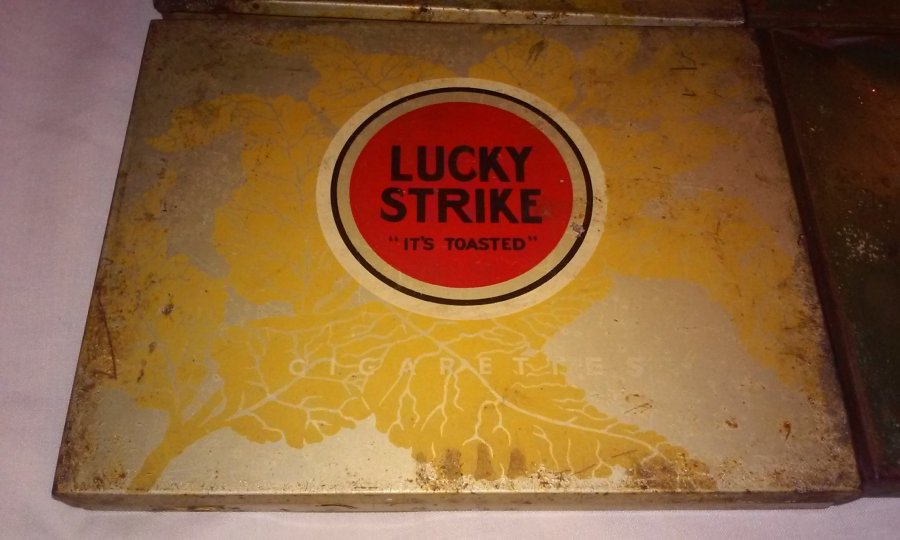 LUCKY
STRIKE
"IT'S TOASTED"
CIGARETTES